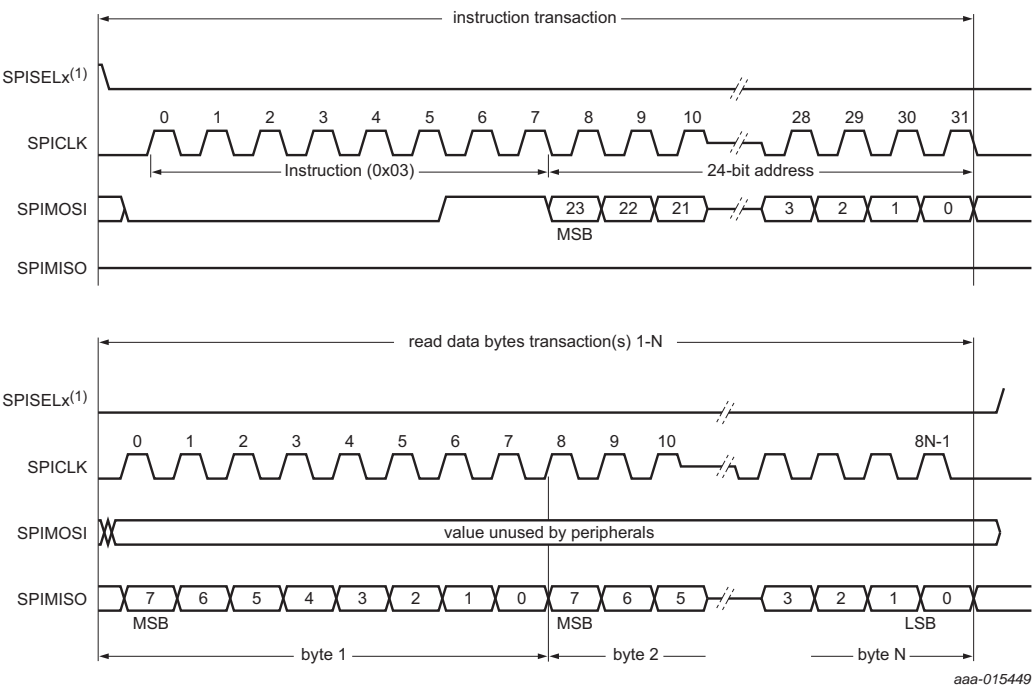 instruction transaction
SPISELx(1)
0 1 2 3 4 5 6 7 8 9 10 28 29 30 31
SPICLK
Instruction (0x03) 24-bit address
SPIMOSI 23 22 21 3 2 1 0
MSB
SPIMISO
read data bytes transaction(s) 1-N
SPISELx(1)
0 1 2 3 4 5 6 7 8 9 10 8N-1
SPICLK
SPIMOSI value unused by peripherals
SPIMISO 7 6 5 4 3 2 1 0 7 6 5 3 2 1 0
MSB MSB LSB
byte 1 byte 2 byte N
aaa-015449